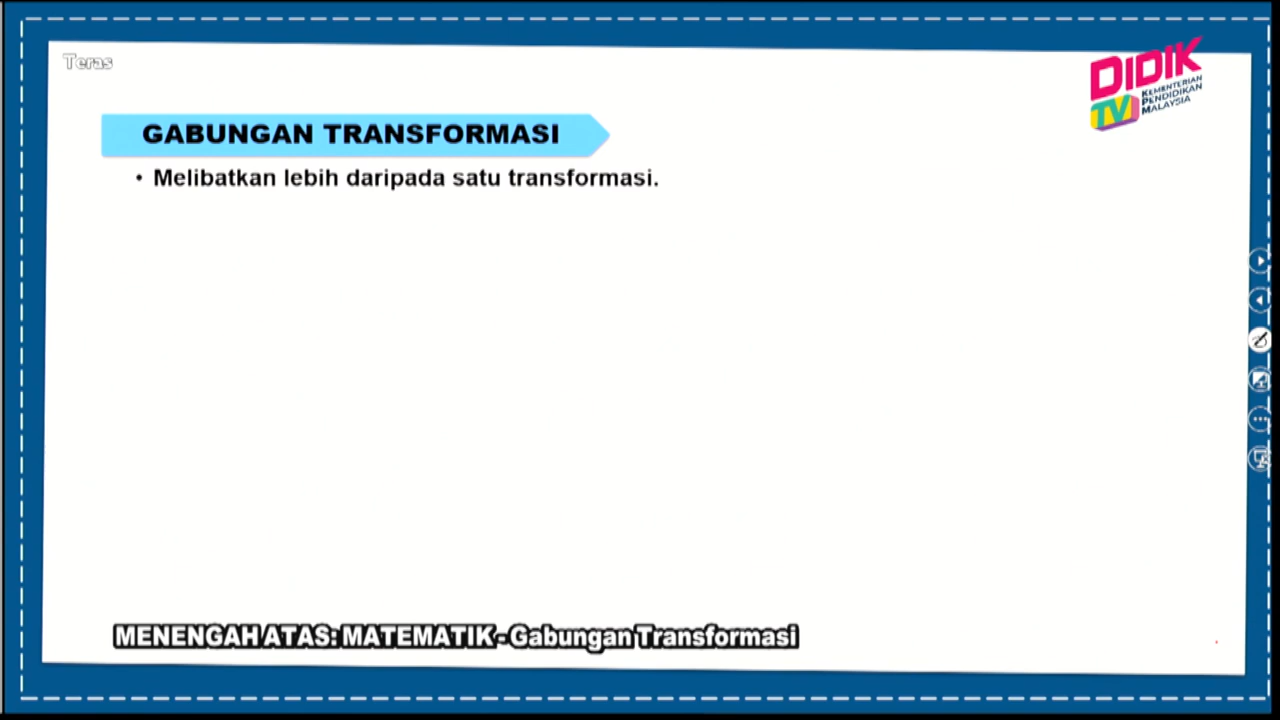 Teras
DIDIK
TV
KEMENTERIAN
PENDIDIKAN
MALAYSIA
GABUNGAN TRANSFORMASI
• Melibatkan lebih daripada satu transformasi.
MENENGAH ATAS: MATEMATIK - Gabungan Transformasi